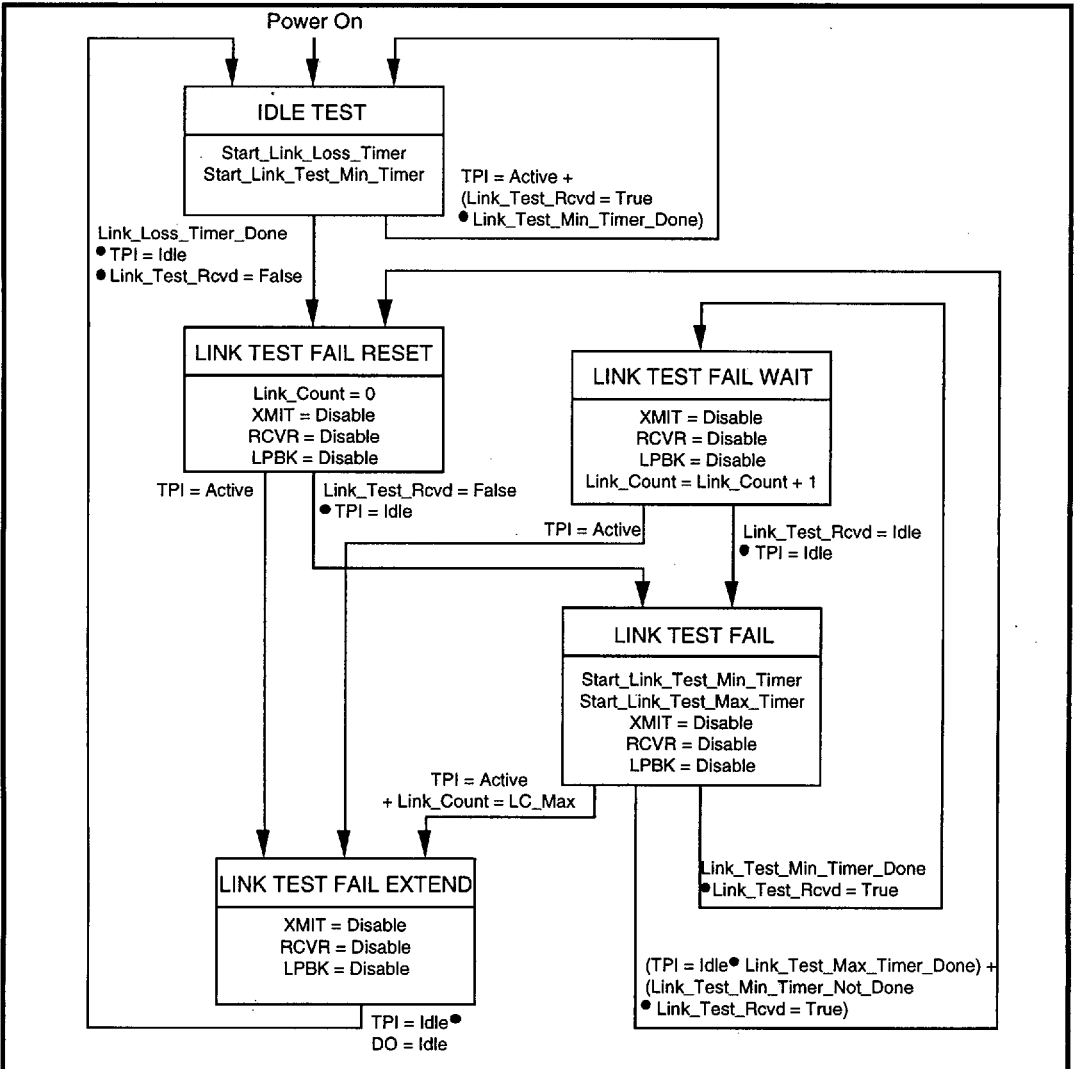 Power On
IDLE TEST
Start_Link_Loss_Timer
Start_Link_Test_Min_Timer
TPI = Active +
(Link_Test_Rcvd = True
● Link_Test_Min_Timer_Done)
Link_Loss_Timer_Done
● TPI = Idle
● Link_Test_Rcvd = False
LINK TEST FAIL RESET
Link_Count = 0
XMIT = Disable
RCVR = Disable
LPBK = Disable
LINK TEST FAIL WAIT
XMIT = Disable
RCVR = Disable
LPBK = Disable
Link_Count = Link_Count + 1
TPI = Active
Link_Test_Rcvd = False
● TPI = Idle
TPI = Active
Link_Test_Rcvd = Idle
● TPI = Idle
LINK TEST FAIL
Start_Link_Test_Min_Timer
Start_Link_Test_Max_Timer
XMIT = Disable
RCVR = Disable
LPBK = Disable
TPI = Active
+ Link_Count = LC_Max
LINK TEST FAIL EXTEND
XMIT = Disable
RCVR = Disable
LPBK = Disable
Link_Test_Min_Timer_Done
● Link_Test_Rcvd = True
(TPI = Idle ● Link_Test_Max_Timer_Done) +
(Link_Test_Min_Timer_Not_Done
● Link_Test_Rcvd = True)
TPI = Idle ●
DO = Idle